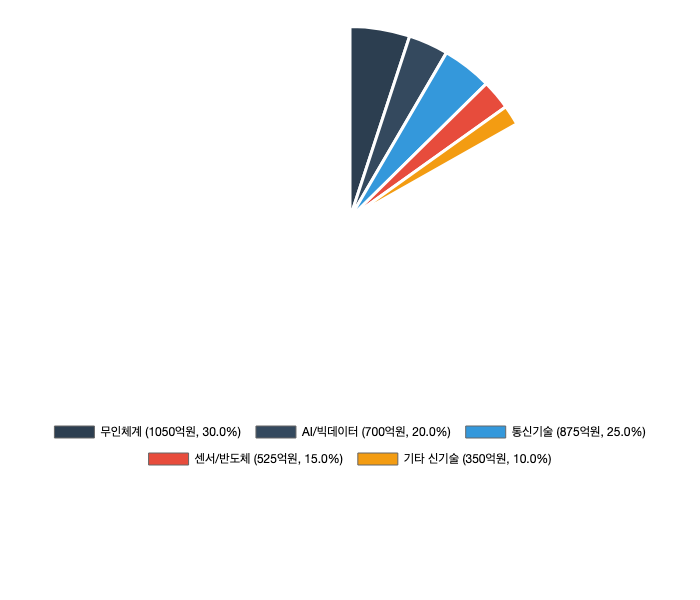 무인체계 (1050억원, 30.0%) AI/빅데이터 (700억원, 20.0%) 통신기술 (875억원, 25.0%)
센서/반도체 (525억원, 15.0%) 기타 신기술 (350억원, 10.0%)